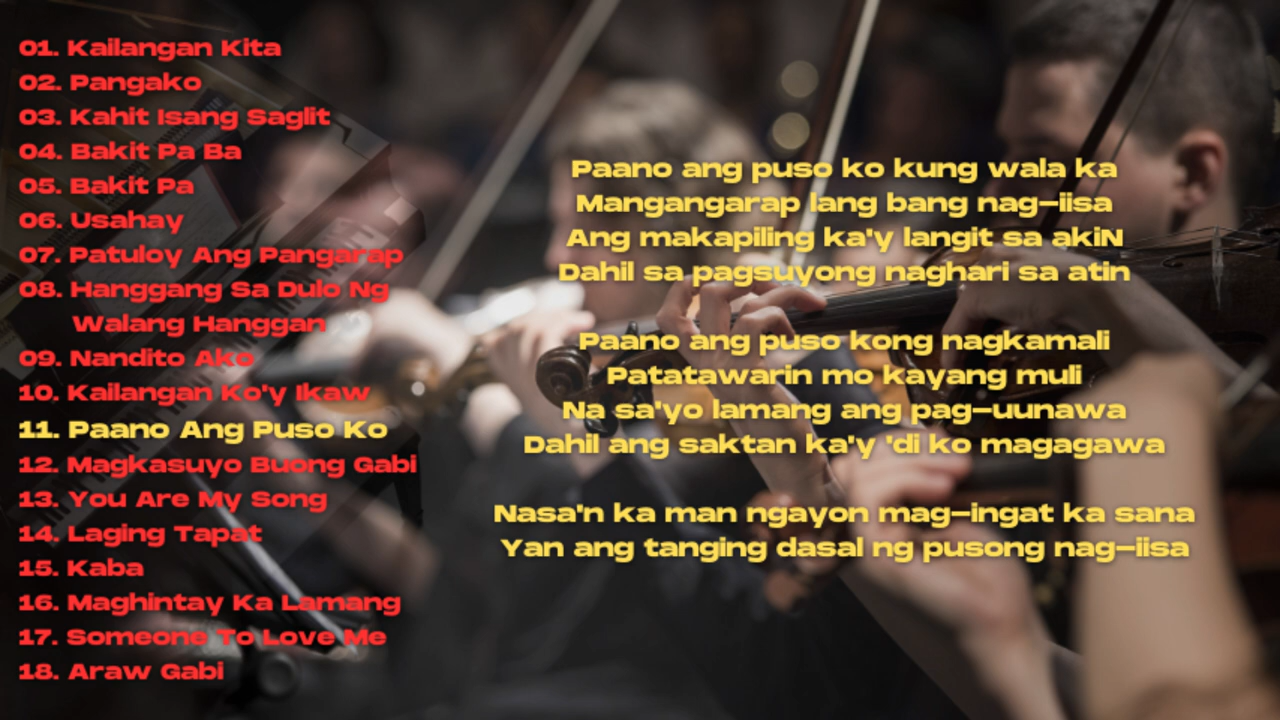 01. Kailangan Kita
02. Pangako
03. Kahit Isang Saglit
04. Bakit Pa Ba
05. Bakit Pa
06. Usahay
07. Patuloy Ang Pangarap
08. Hanggang Sa Dulo Ng
Walang Hanggan
09. Nandito Ako
10. Kailangan Ko'y Ikaw
11. Paano Ang Puso Ko
12. Magkasuyo Buong Gabi
13. You Are My Song
14. Laging Tapat
15. Kaba
16. Maghintay Ka Lamang
17. Someone To Love Me
18. Araw Gabi
Paano ang puso ko kung wala ka
Mangangarap lang bang nag-iisa
Ang makapiling ka'y langit sa akiN
Dahil sa pagsuyong naghari sa atin
Paano ang puso kong nagkamali
Patatawarin mo kayang muli
Na sa'yo lamang ang pag-uunawa
Dahil ang saktan ka'y 'di ko magagawa
Nasa'n ka man ngayon mag-ingat ka sana
Yan ang tanging dasal ng pusong nag-iisa